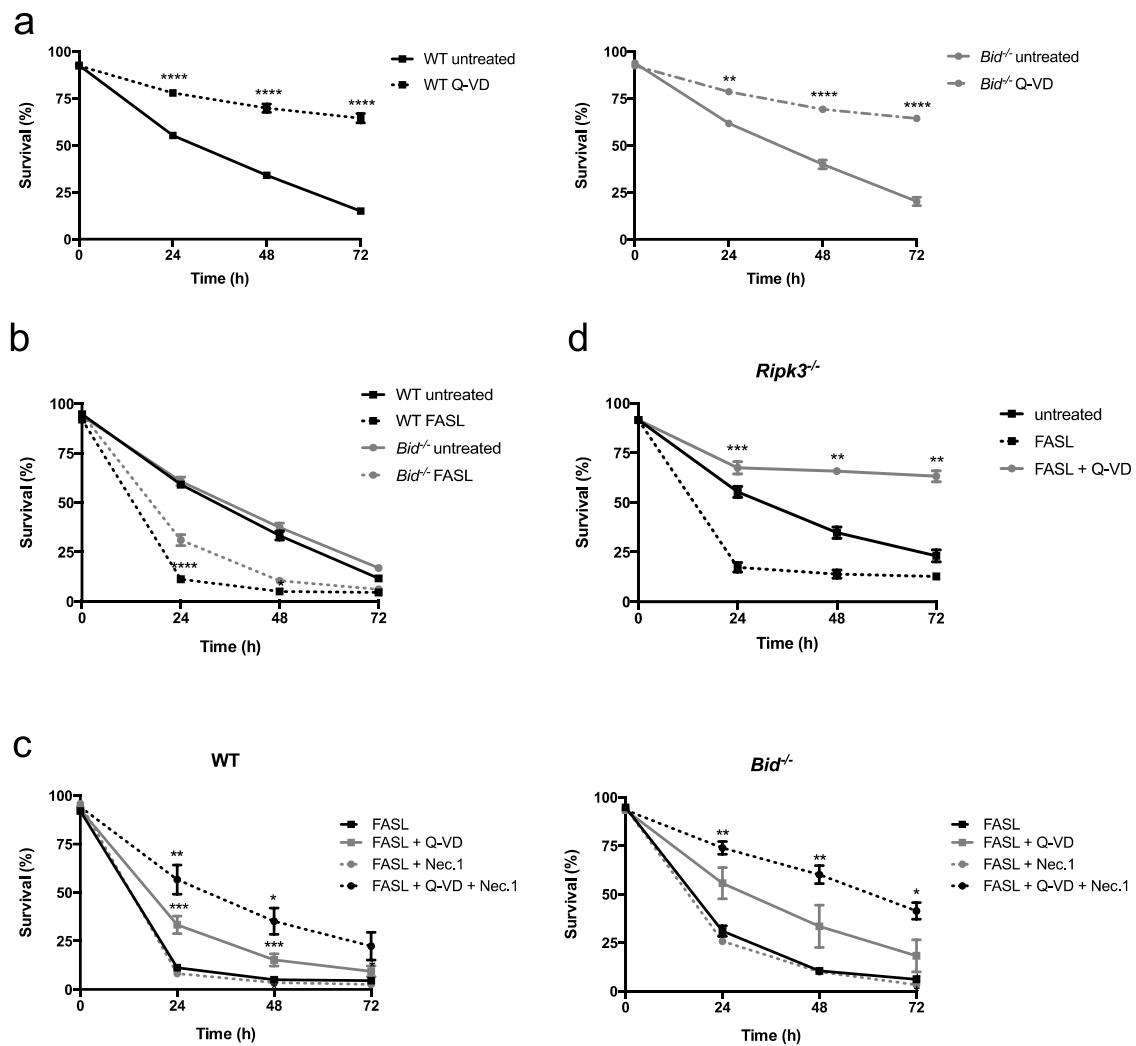 a
100
75
50
25
0
Survival (%)
0 24 48 72
Time (h)
**** **** ****
WT untreated
WT Q-VD
100
75
50
25
0
Survival (%)
0 24 48 72
Time (h)
** **** ****
Bid-/- untreated
Bid-/- Q-VD
b
100
75
50
25
0
Survival (%)
0 24 48 72
Time (h)
**** *
WT untreated
WT FASL
Bid-/- untreated
Bid-/- FASL
d
Ripk3-/-
100
75
50
25
0
Survival (%)
0 24 48 72
Time (h)
*** ** **
untreated
FASL
FASL + Q-VD
c
WT
100
75
50
25
0
Survival (%)
0 24 48 72
Time (h)
** *
*** *** *
FASL
FASL + Q-VD
FASL + Nec.1
FASL + Q-VD + Nec.1
Bid-/-
100
75
50
25
0
Survival (%)
0 24 48 72
Time (h)
** ** *
FASL
FASL + Q-VD
FASL + Nec.1
FASL + Q-VD + Nec.1